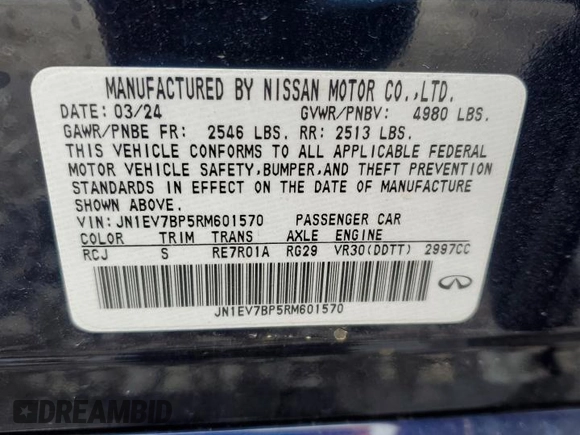 MANUFACTURED BY NISSAN MOTOR CO.,LTD.
DATE: 03/24 GVWR/PNBV: 4980 LBS.
GAWR/PNBE FR: 2546 LBS. RR: 2513 LBS.
THIS VEHICLE CONFORMS TO ALL APPLICABLE FEDERAL
MOTOR VEHICLE SAFETY,BUMPER,AND THEFT PREVENTION
STANDARDS IN EFFECT ON THE DATE OF MANUFACTURE
SHOWN ABOVE.
VIN: JN1EV7BP5RM601570 PASSENGER CAR
COLOR TRIM TRANS AXLE ENGINE
RCJ S RE7R01A RG29 VR30(DDTT) 2997CC
JN1EV7BP5RM601570
DREAMBID